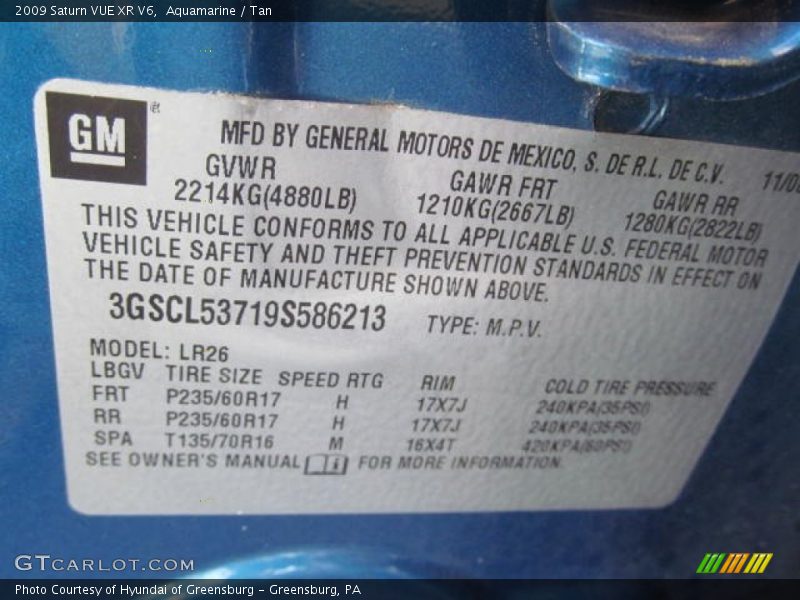 2009 Saturn VUE XR V6, Aquamarine / Tan
GM
MFD BY GENERAL MOTORS DE MEXICO, S. DE R.L. DE C.V.
GVWR GAWR FRT GAWR RR
2214KG(4880LB) 1210KG(2667LB) 1280KG(2822LB)
THIS VEHICLE CONFORMS TO ALL APPLICABLE U.S. FEDERAL MOTOR
VEHICLE SAFETY AND THEFT PREVENTION STANDARDS IN EFFECT ON
THE DATE OF MANUFACTURE SHOWN ABOVE.
3GSCL53719S586213 TYPE: M.P.V.
MODEL: LR26
LBGV TIRE SIZE SPEED RTG RIM COLD TIRE PRESSURE
FRT P235/60R17 H 17X7J 240KPA(35PSI)
RR P235/60R17 H 17X7J 240KPA(35PSI)
SPA T135/70R16 M 16X4T 420KPA(60PSI)
SEE OWNER'S MANUAL FOR MORE INFORMATION.
GTCARLOT.COM
Photo Courtesy of Hyundai of Greensburg - Greensburg, PA